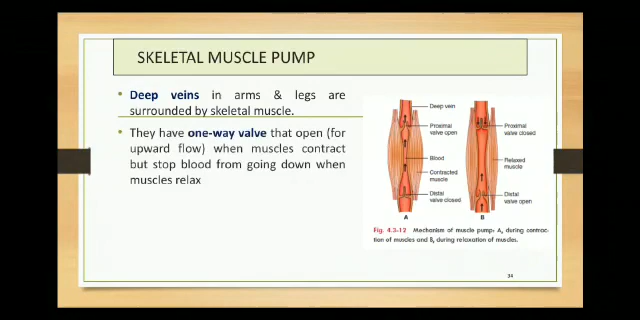 SKELETAL MUSCLE PUMP
• Deep veins in arms & legs are
surrounded by skeletal muscle.
• They have one-way valve that open (for
upward flow) when muscles contract
but stop blood from going down when
muscles relax
Deep vein
Proximal
valve open
Blood
Contracted
muscle
Distal
valve closed
A
Proximal
valve closed
Relaxed
muscle
Distal
valve open
B
Fig. 4.3-12 Mechanism of muscle pump: A, during contrac-
tion of muscles and B, during relaxation of muscles.
34